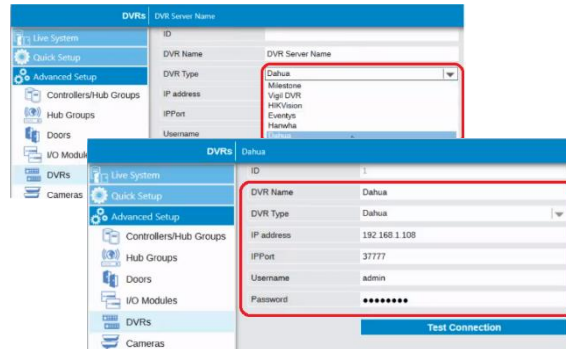 DVRs DVR Server Name
Live System
Quick Setup
Advanced Setup
Controllers/Hub Groups
Hub Groups
Doors
I/O Module
DVRs
Cameras
ID
DVR Name DVR Server Name
DVR Type Dahua
Milestone
Vigil DVR
HIKVision
Eventys
Hanwha
Dahua
IP address
IPPort
Username
DVRs Dahua
Live System
Quick Setup
Advanced Setup
Controllers/Hub Groups
Hub Groups
Doors
I/O Modules
DVRs
Cameras
ID 1
DVR Name Dahua
DVR Type Dahua
IP address 192.168.1.108
IPPort 37777
Username admin
Password ●●●●●●●●
Test Connection